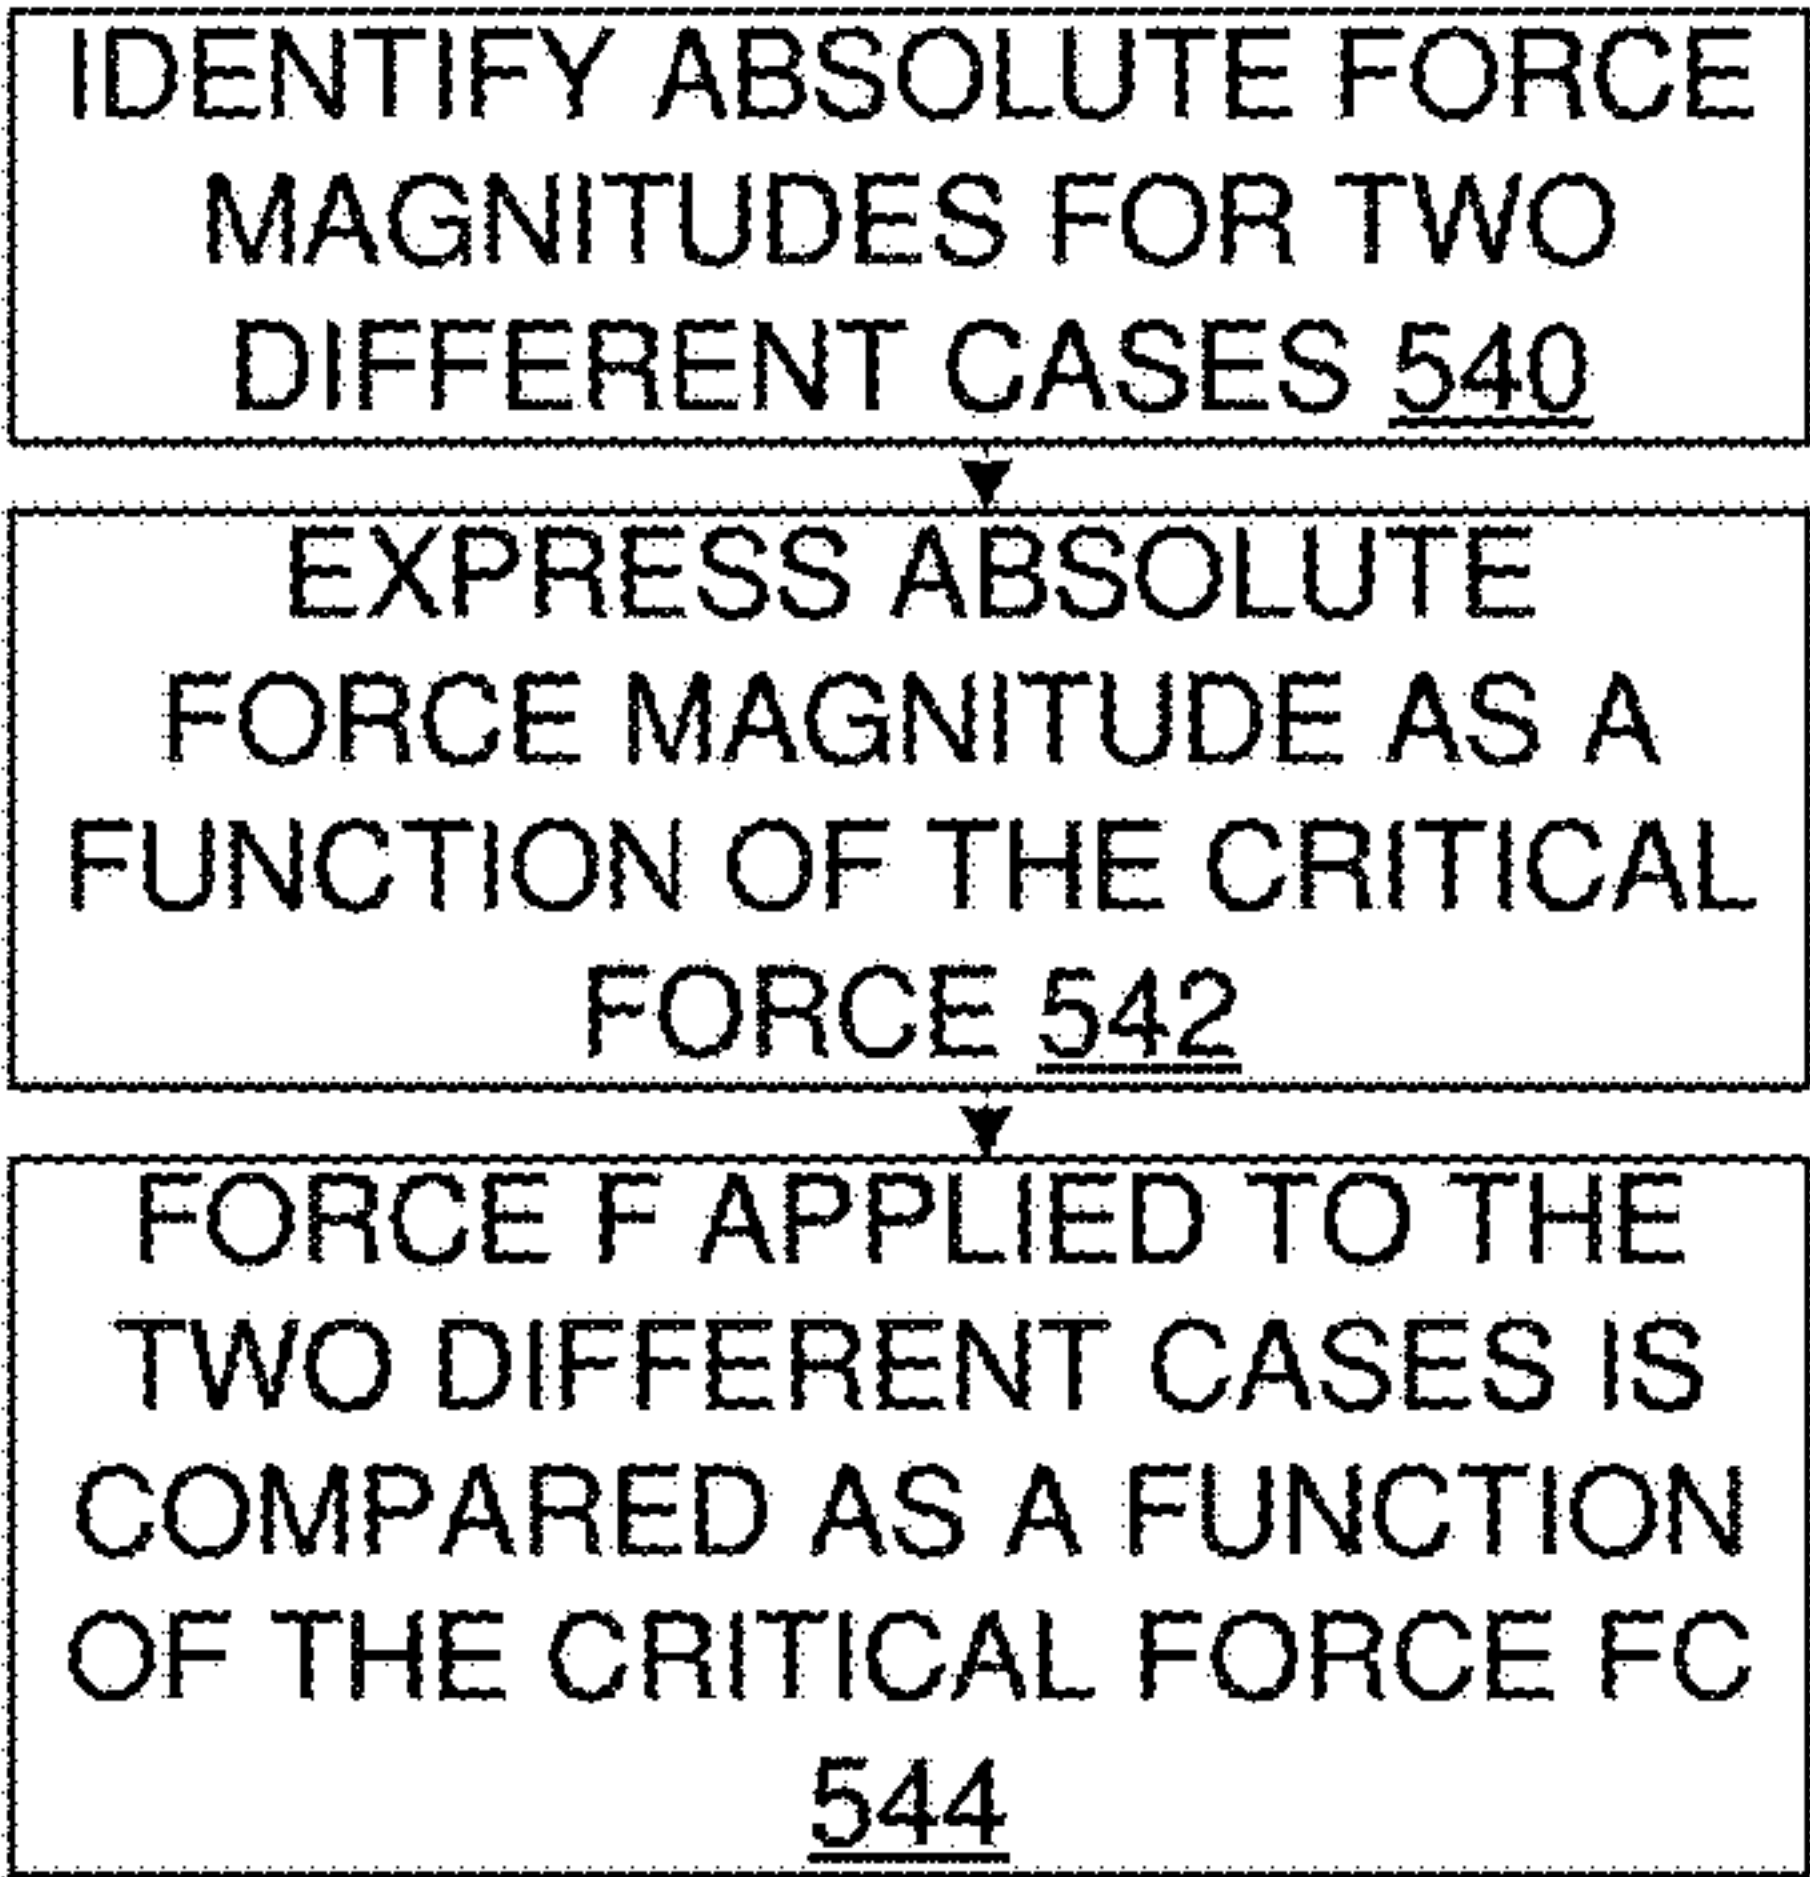 IDENTIFY ABSOLUTE FORCE
MAGNITUDES FOR TWO
DIFFERENT CASES 540
EXPRESS ABSOLUTE
FORCE MAGNITUDE AS A
FUNCTION OF THE CRITICAL
FORCE 542
FORCE F APPLIED TO THE
TWO DIFFERENT CASES IS
COMPARED AS A FUNCTION
OF THE CRITICAL FORCE FC
544